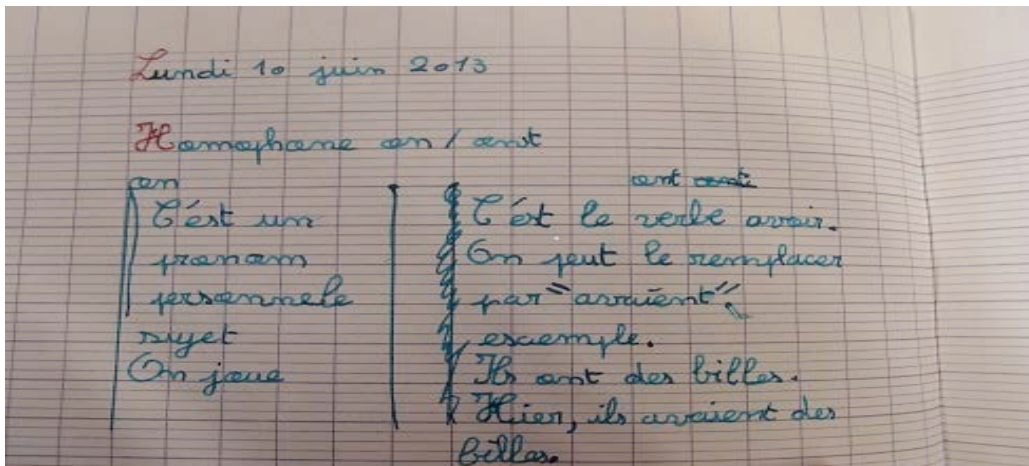 Lundi 10 juin 2013
Homophone on / ont
on
C'est un
pronom
personnele
sujet
On joue
ont
C'est le verbe avoir.
On peut le remplacer
par "avaient"
escemple.
Ils ont des billes.
Hier, ils avaient des
billes.